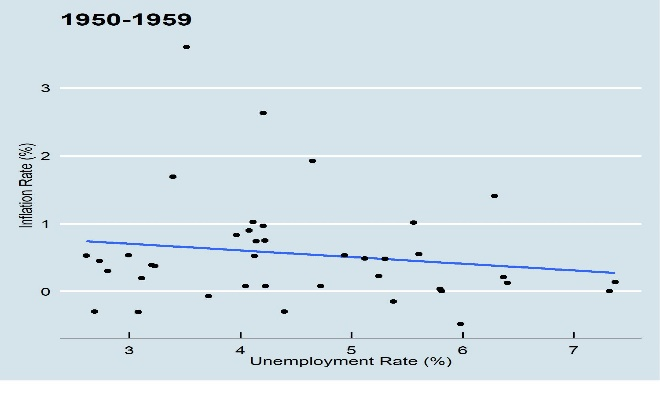 1950-1959
Inflation Rate (%)
3
2
1
0
3 4 5 6 7
Unemployment Rate (%)